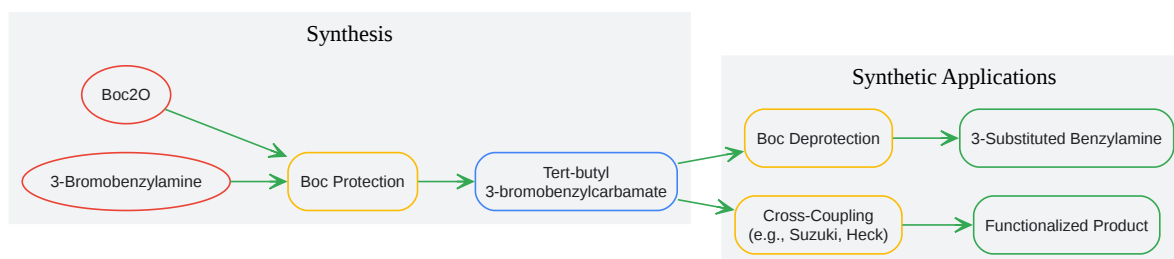 Synthesis
Boc2O
3-Bromobenzylamine
Boc Protection
Tert-butyl
3-bromobenzylcarbamate
Synthetic Applications
Boc Deprotection
3-Substituted Benzylamine
Cross-Coupling
(e.g., Suzuki, Heck)
Functionalized Product